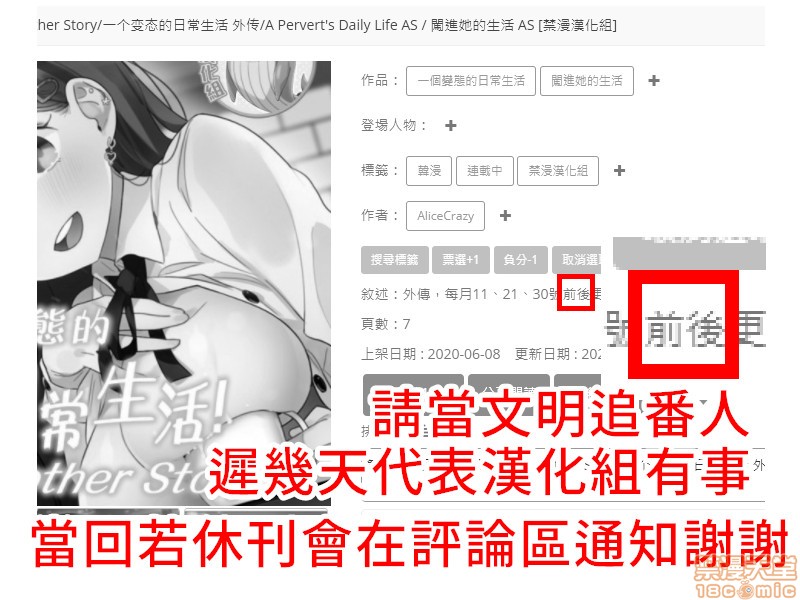 her Story/一个变态的日常生活 外传/A Pervert's Daily Life AS / 闖進她的生活 AS [禁漫漢化組]
化組
作品： 一個變態的日常生活 闖進她的生活 +
登場人物： +
標籤： 韓漫 連載中 禁漫漢化組 +
作者： AliceCrazy +
搜尋標籤 票選+1 負分-1 取消選
敘述：外傳，每月11、21、30號前後更
號前後更
頁數：7
上架日期 : 2020-06-08 更新日期 : 202
態的
常生活!
other Sto
請當文明追番人
遲幾天代表漢化組有事
外
當回若休刊會在評論區通知謝謝
禁漫天堂
18comic